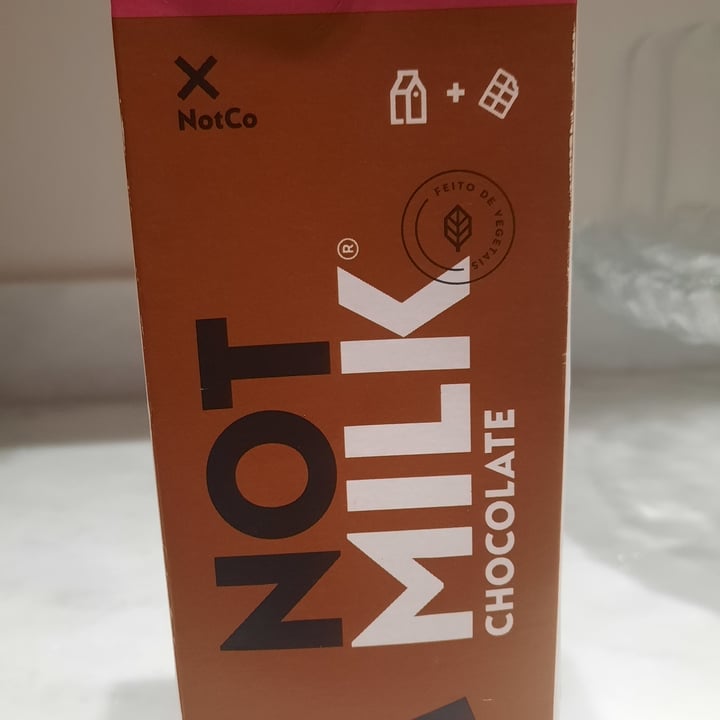 NotCo
FEITO DE VEGETAIS
NOT
MILK®
CHOCOLATE